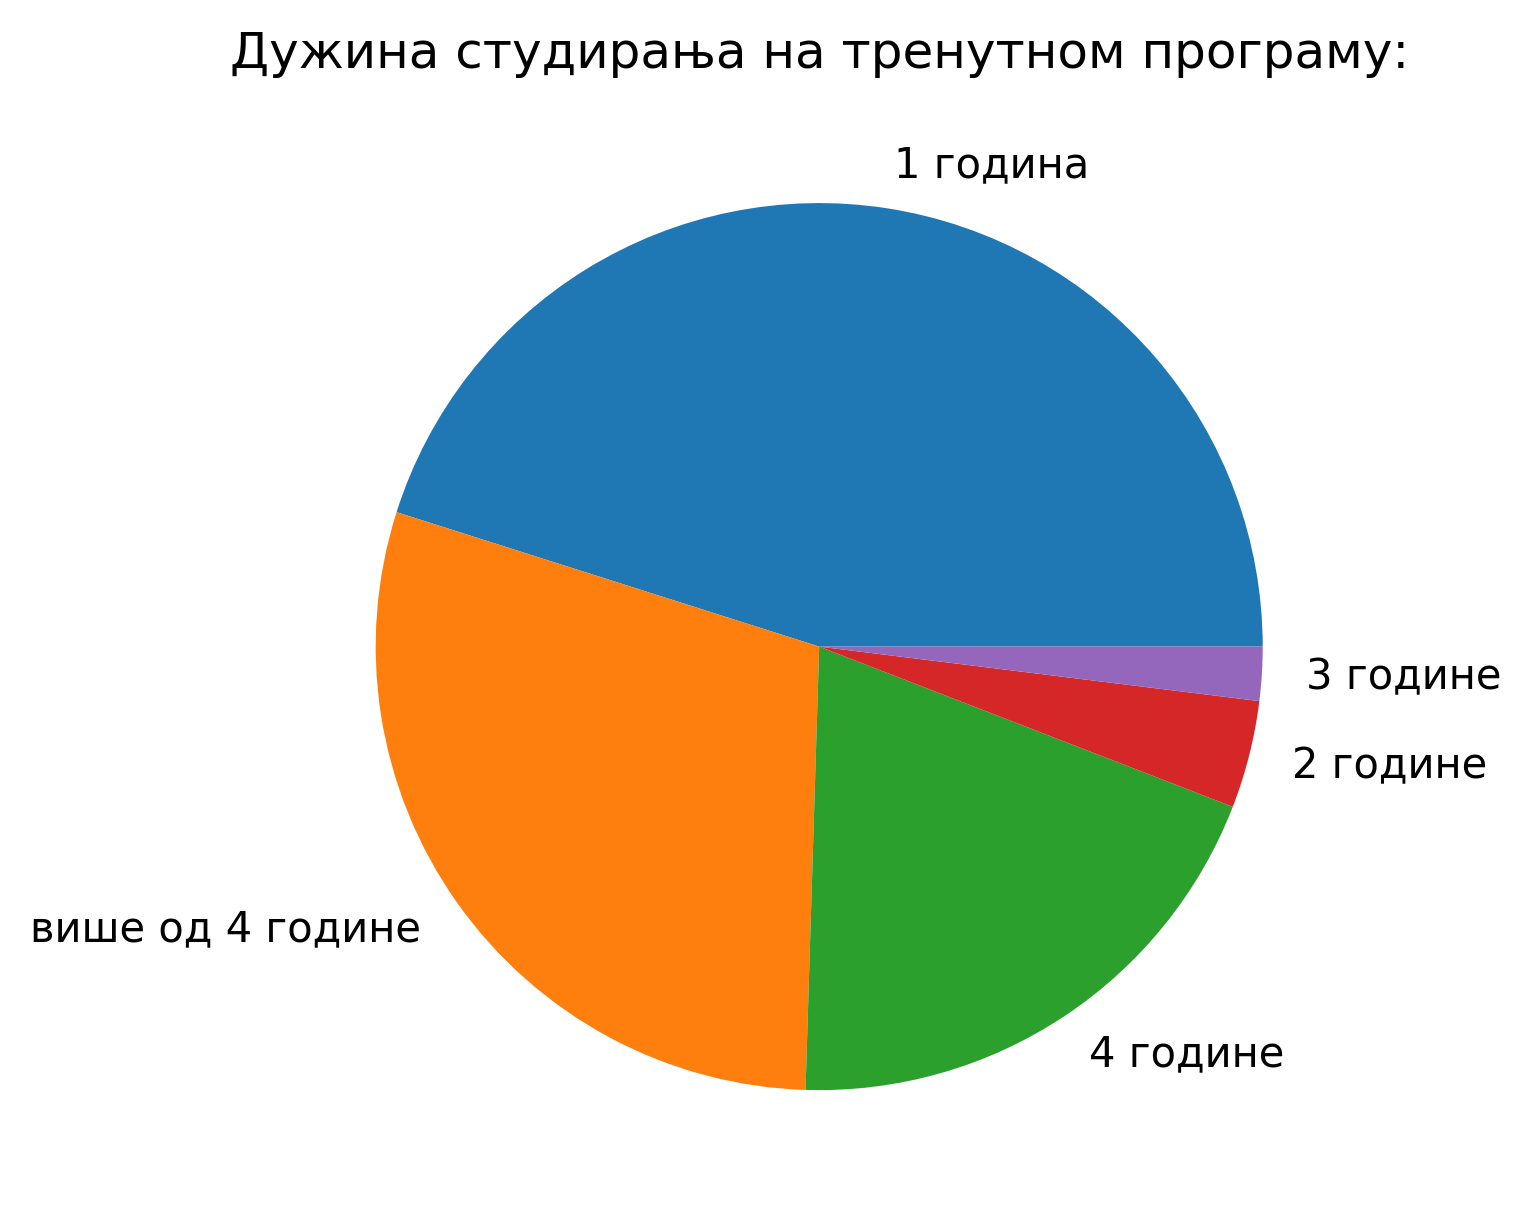 Дужина студирања на тренутном програму:
1 година
3 године
2 године
више од 4 године
4 године